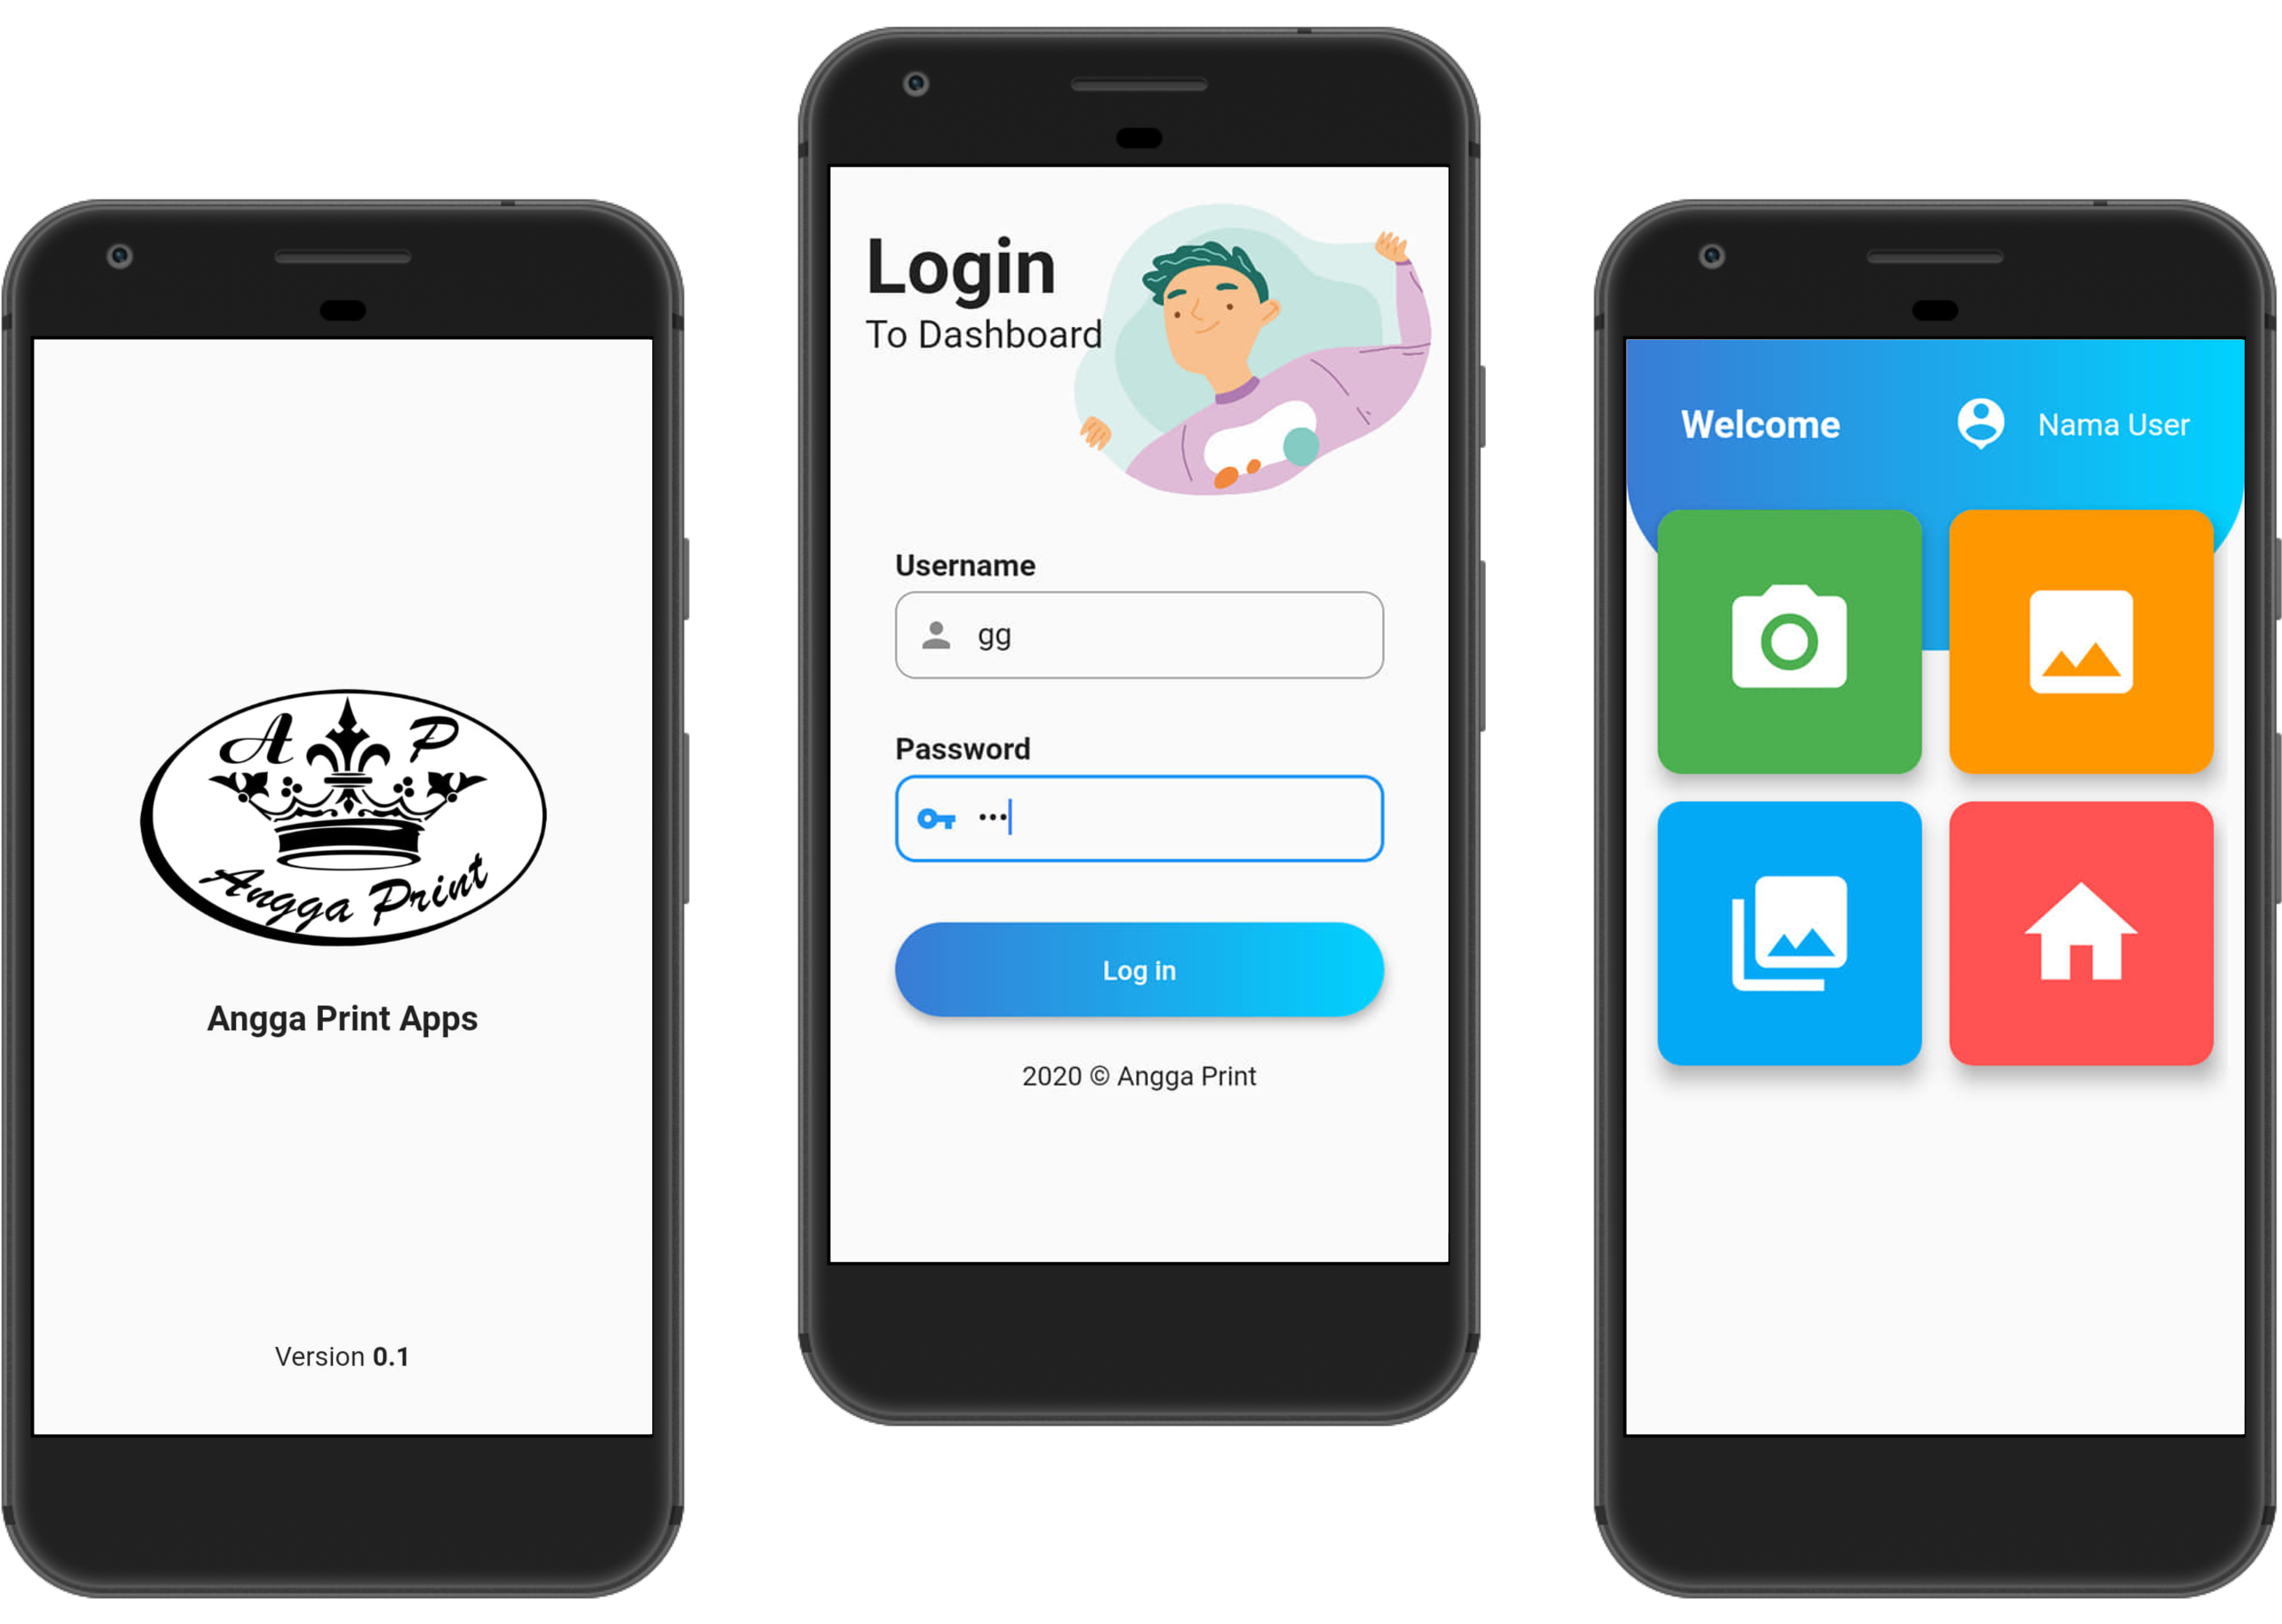 A P
Angga Print
Angga Print Apps
Version 0.1
Login
To Dashboard
Username
gg
Password
•••
Log in
2020 © Angga Print
Welcome
Nama User